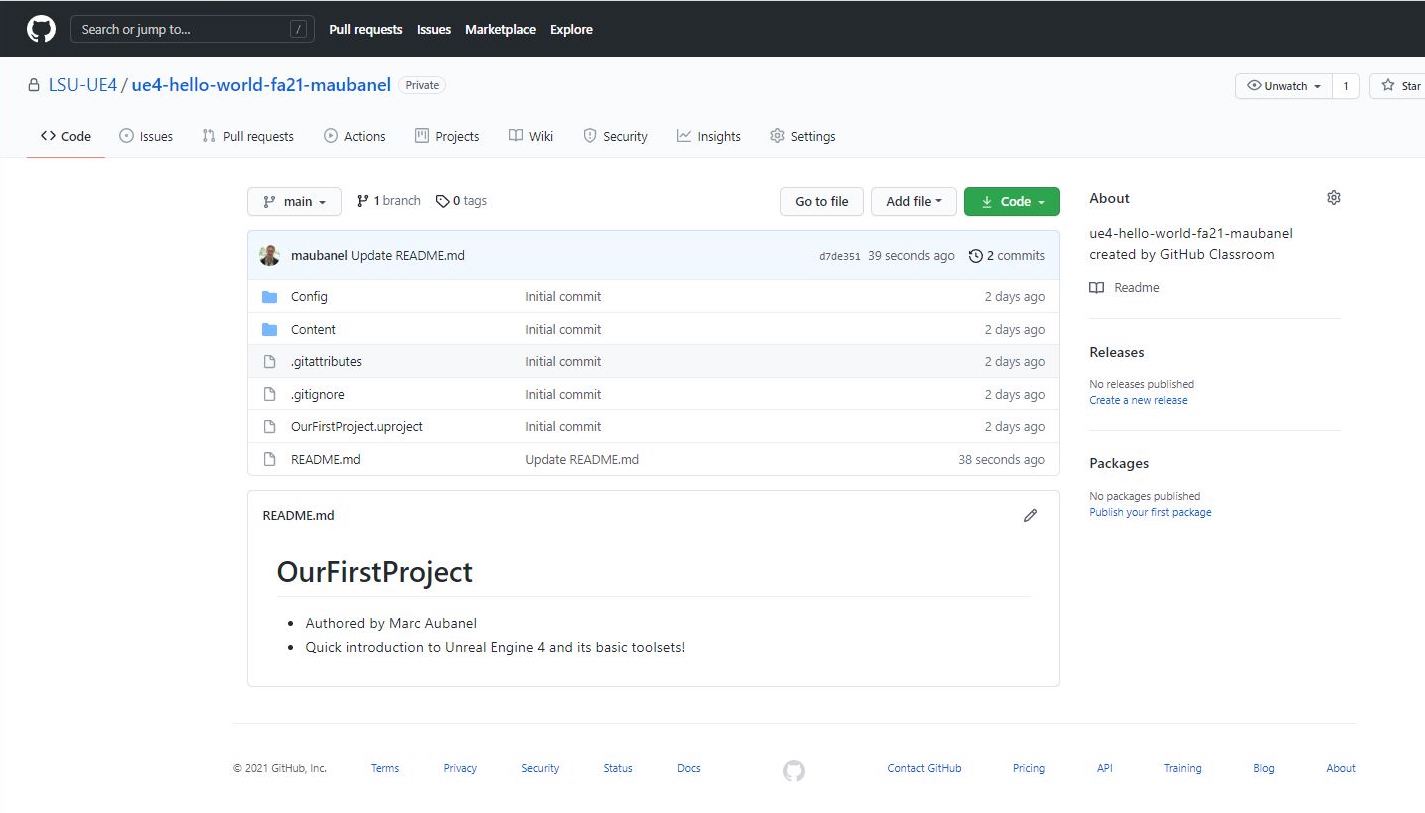 Search or jump to... / Pull requests Issues Marketplace Explore
LSU-UE4 / ue4-hello-world-fa21-maubanel Private Unwatch 1 Star
Code Issues Pull requests Actions Projects Wiki Security Insights Settings
main 1 branch 0 tags Go to file Add file Code
About
maubanel Update README.md d7de351 39 seconds ago 2 commits
ue4-hello-world-fa21-maubanel
created by GitHub Classroom
Readme
Config Initial commit 2 days ago
Content Initial commit 2 days ago
.gitattributes Initial commit 2 days ago
.gitignore Initial commit 2 days ago
OurFirstProject.uproject Initial commit 2 days ago
README.md Update README.md 38 seconds ago
Releases
No releases published
Create a new release
Packages
No packages published
Publish your first package
README.md
OurFirstProject
• Authored by Marc Aubanel
• Quick introduction to Unreal Engine 4 and its basic toolsets!
© 2021 GitHub, Inc. Terms Privacy Security Status Docs Contact GitHub Pricing API Training Blog About